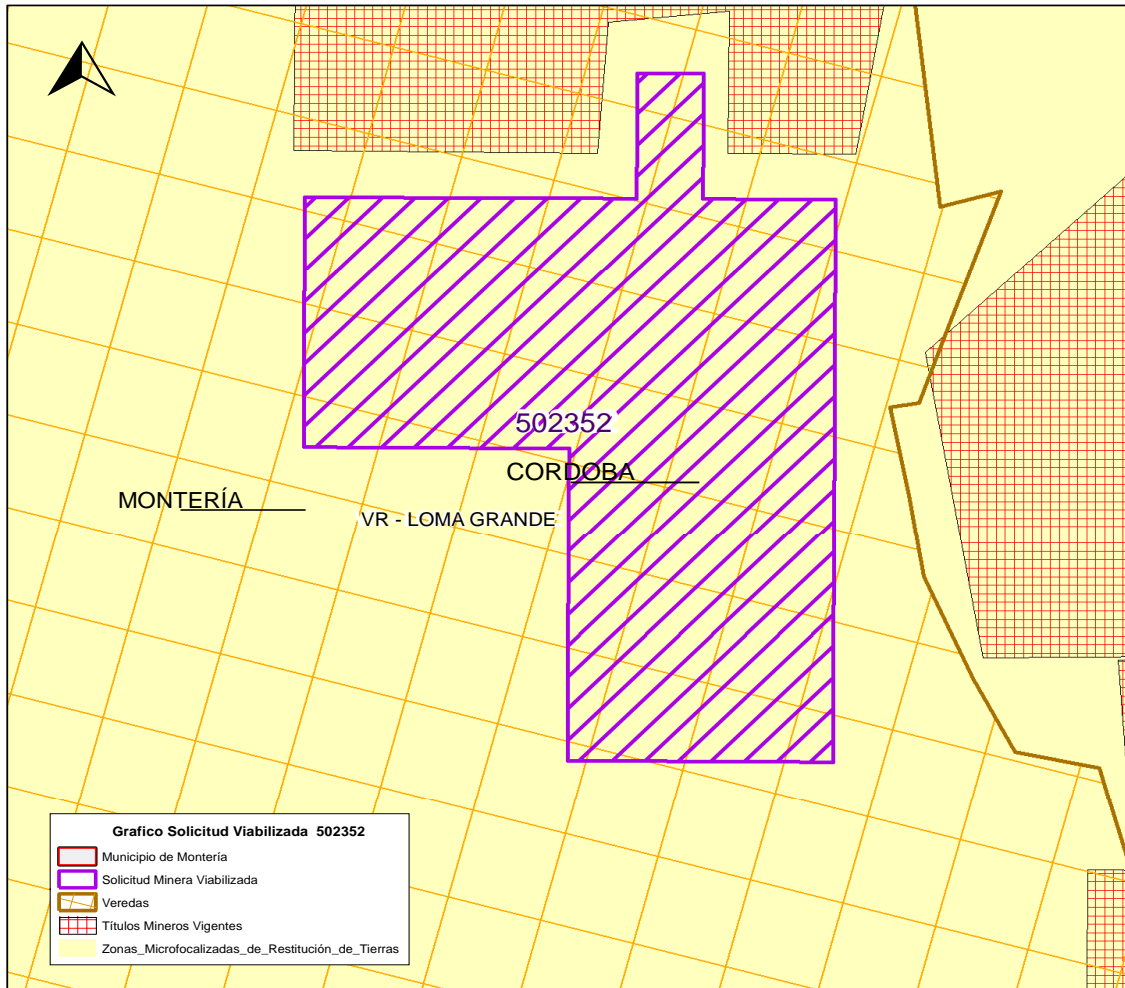 502352
CORDOBA
MONTERÍA
VR - LOMA GRANDE
Grafico Solicitud Viabilizada 502352
Municipio de Montería
Solicitud Minera Viabilizada
Veredas
Títulos Mineros Vigentes
Zonas_Microfocalizadas_de_Restitución_de_Tierras